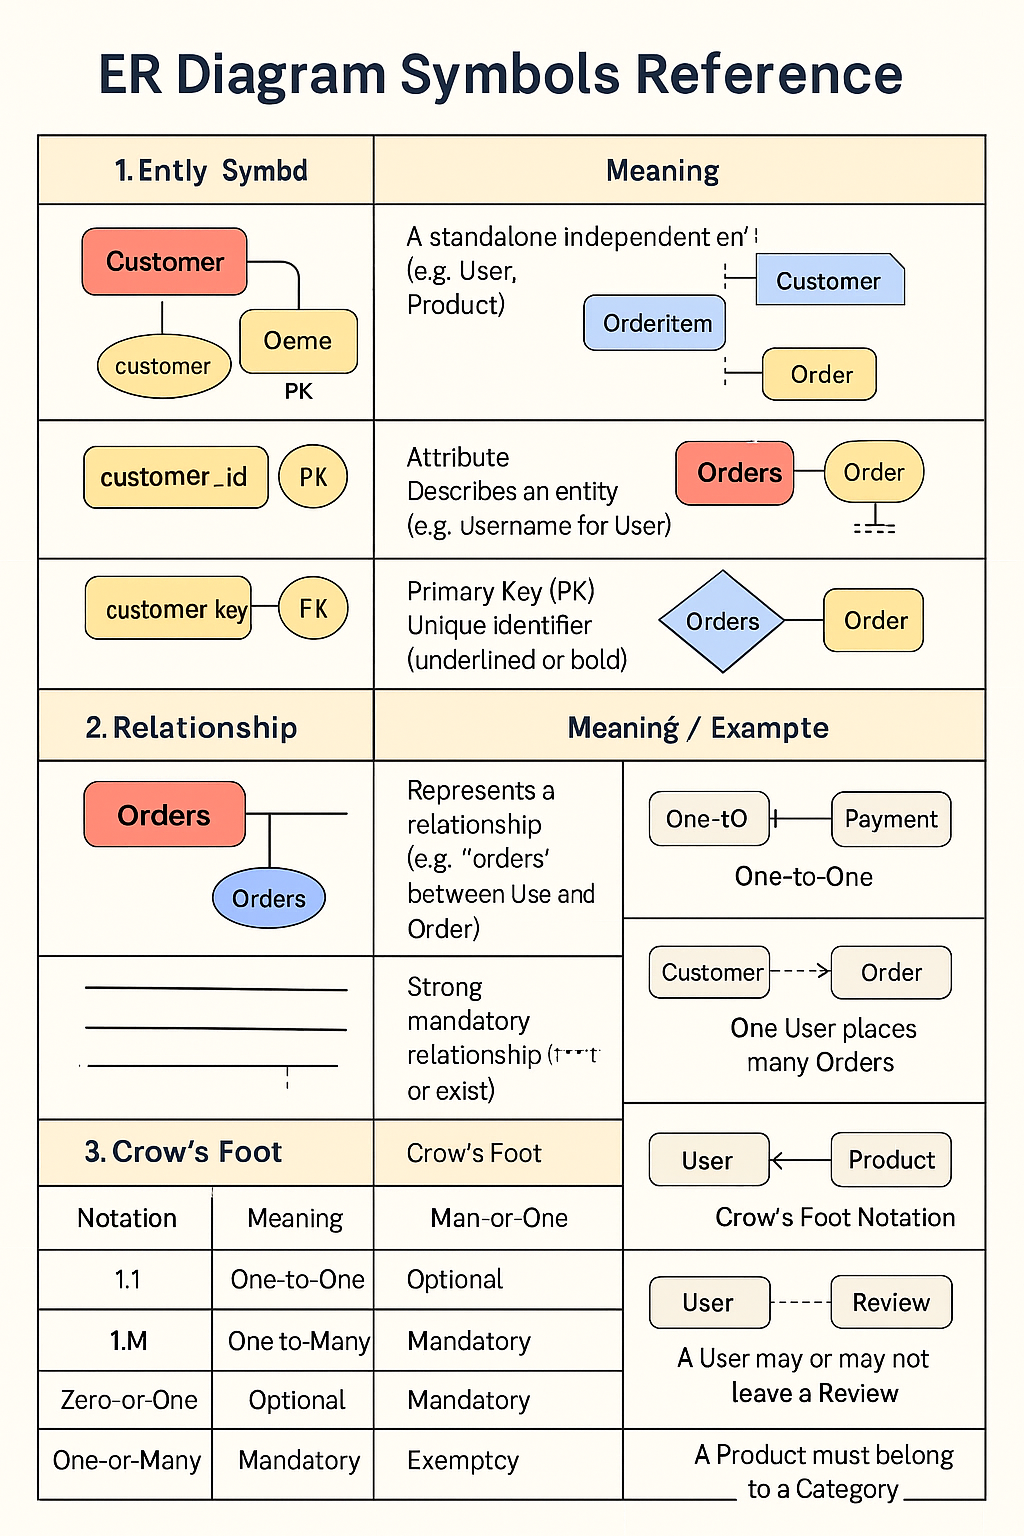 ER Diagram Symbols Reference
1. Ently Symbd
Meaning
Customer
customer
Oeme
PK
A standalone independent en'
(e.g. User,
Product)
Customer
Orderitem
Order
customer_id
PK
Attribute
Describes an entity
(e.g. Username for User)
Orders
Order
customer key
FK
Primary Key (PK)
Unique identifier
(underlined or bold)
Orders
Order
2. Relationship
Meaninǵ / Exampte
Orders
Orders
Represents a
relationship
(e.g. "orders'
between Use and
Order)
One-tO
Payment
One-to-One
Customer
Order
One User places
many Orders
Strong
mandatory
relationship
or exist)
User
Product
Crow's Foot Notation
3. Crow's Foot
Crow's Foot
Notation
Meaning
Man-or-One
1.1
One-to-One
Optional
1.M
One to-Many
Mandatory
Zero-or-One
Optional
Mandatory
One-or-Many
Mandatory
Exemptcy
User
Review
A User may or may not
leave a Review
A Product must belong
to a Category